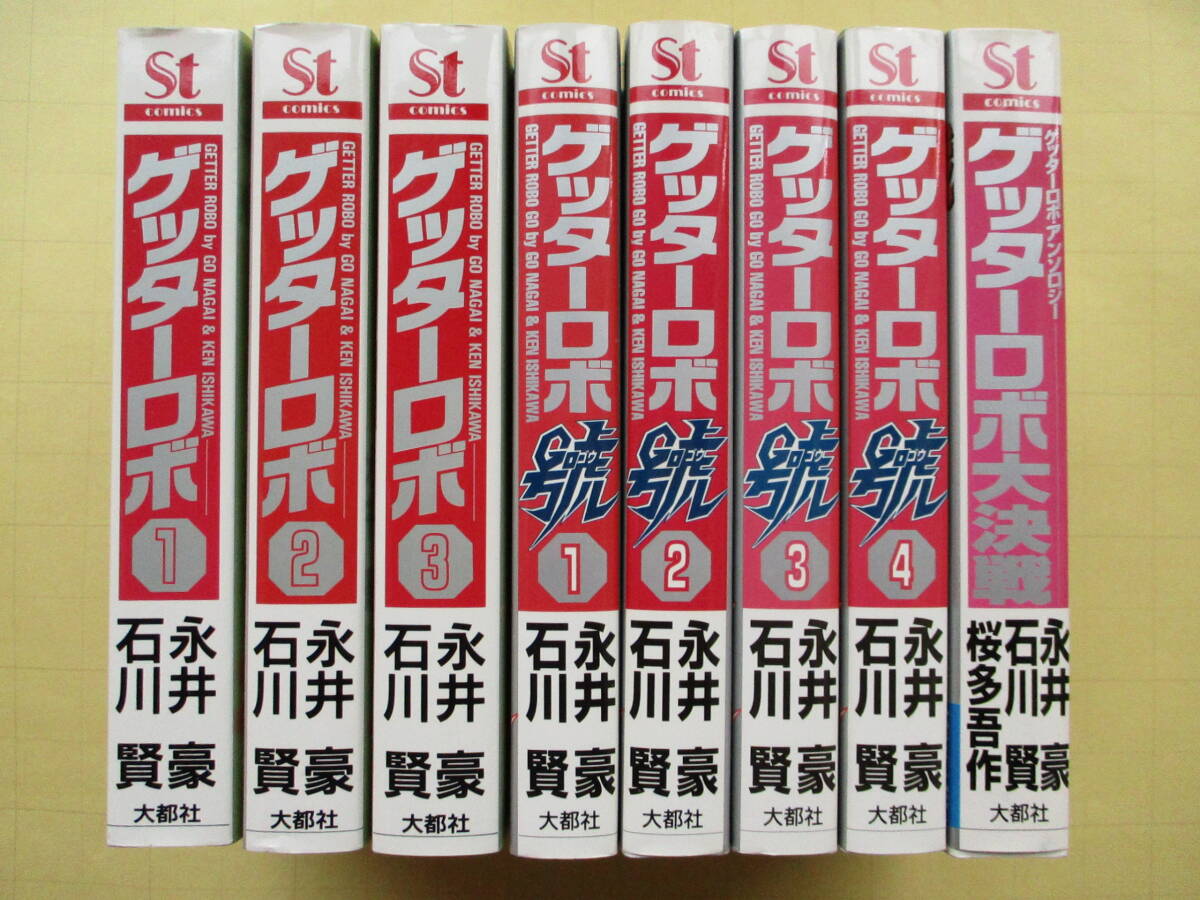 St
comics
ゲッターロボ
GETTER ROBO by GO NAGAI & KEN ISHIKAWA
1
永井豪
石川賢
大都社
St
comics
ゲッターロボ
GETTER ROBO by GO NAGAI & KEN ISHIKAWA
2
永井豪
石川賢
大都社
St
comics
ゲッターロボ
GETTER ROBO by GO NAGAI & KEN ISHIKAWA
3
永井豪
石川賢
大都社
St
comics
ゲッターロボ
GETTER ROBO GO by GO NAGAI & KEN ISHIKAWA
號
ゴウ
1
永井豪
石川賢
大都社
St
comics
ゲッターロボ
GETTER ROBO GO by GO NAGAI & KEN ISHIKAWA
號
ゴウ
2
永井豪
石川賢
大都社
St
comics
ゲッターロボ
GETTER ROBO GO by GO NAGAI & KEN ISHIKAWA
號
ゴウ
3
永井豪
石川賢
大都社
St
comics
ゲッターロボ
GETTER ROBO GO by GO NAGAI & KEN ISHIKAWA
號
ゴウ
4
永井豪
石川賢
大都社
St
comics
ゲッターロボ・アンソロジー
ゲッターロボ大決戦
永井豪
石川賢
桜多吾作
大都社